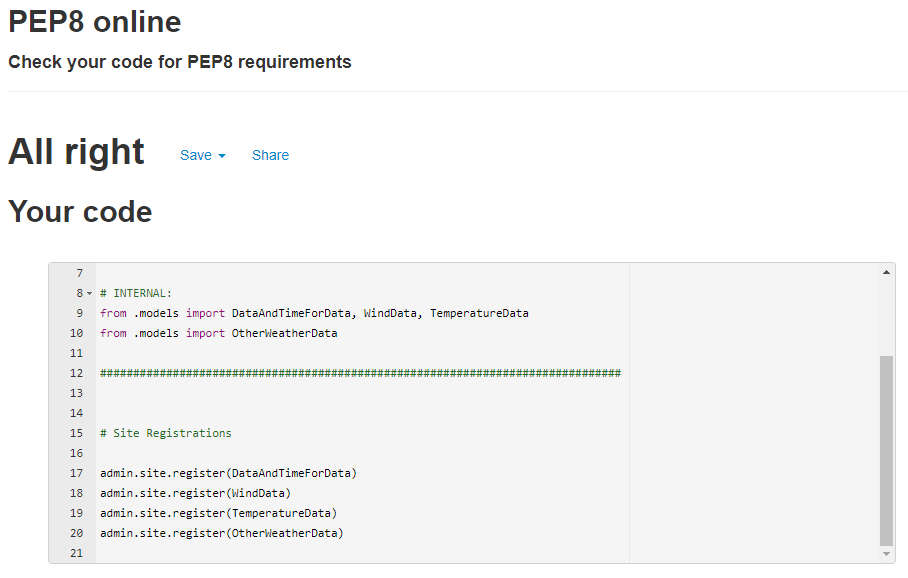 PEP8 online
Check your code for PEP8 requirements
All right Save Share
Your code
7
8 # INTERNAL:
9 from .models import DataAndTimeForData, WindData, TemperatureData
10 from .models import OtherWeatherData
11
12 ###############################################################################
13
14
15 # Site Registrations
16
17 admin.site.register(DataAndTimeForData)
18 admin.site.register(WindData)
19 admin.site.register(TemperatureData)
20 admin.site.register(OtherWeatherData)
21